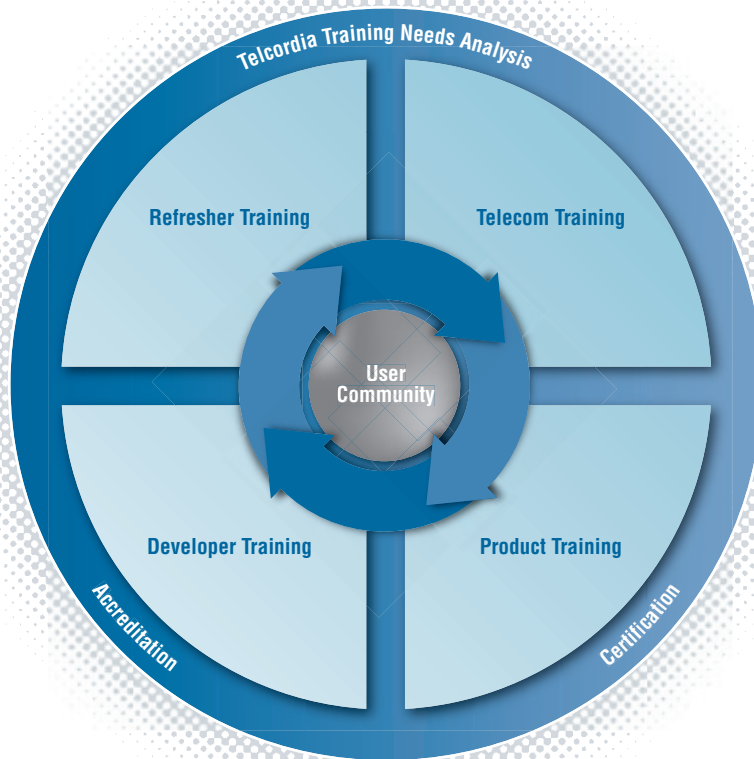 Telcordia Training Needs Analysis
Refresher Training
Telecom Training
User
Community
Developer Training
Product Training
Accreditation
Certification